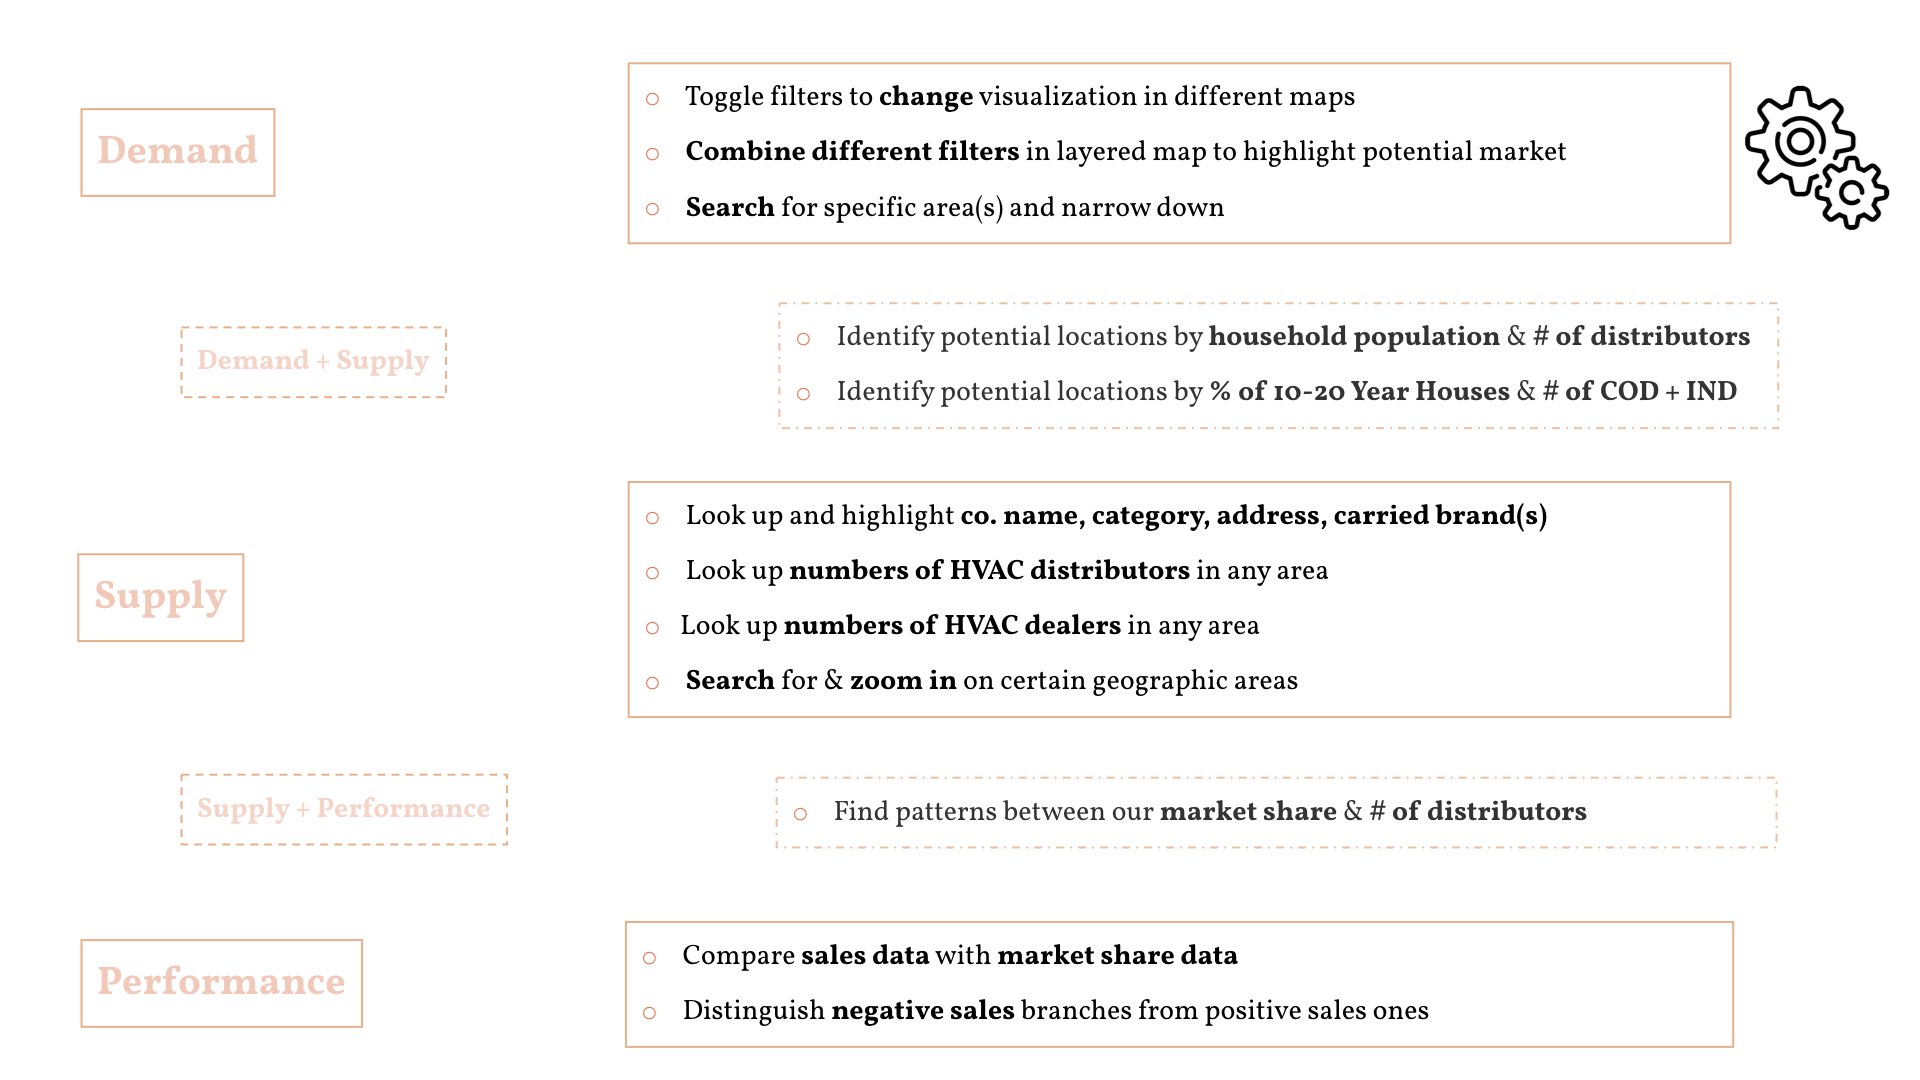 Demand
Toggle filters to change visualization in different maps
Combine different filters in layered map to highlight potential market
Search for specific area(s) and narrow down
Demand + Supply
Identify potential locations by household population & # of distributors
Identify potential locations by % of 10-20 Year Houses & # of COD + IND
Supply
Look up and highlight co. name, category, address, carried brand(s)
Look up numbers of HVAC distributors in any area
Look up numbers of HVAC dealers in any area
Search for & zoom in on certain geographic areas
Supply + Performance
Find patterns between our market share & # of distributors
Performance
Compare sales data with market share data
Distinguish negative sales branches from positive sales ones